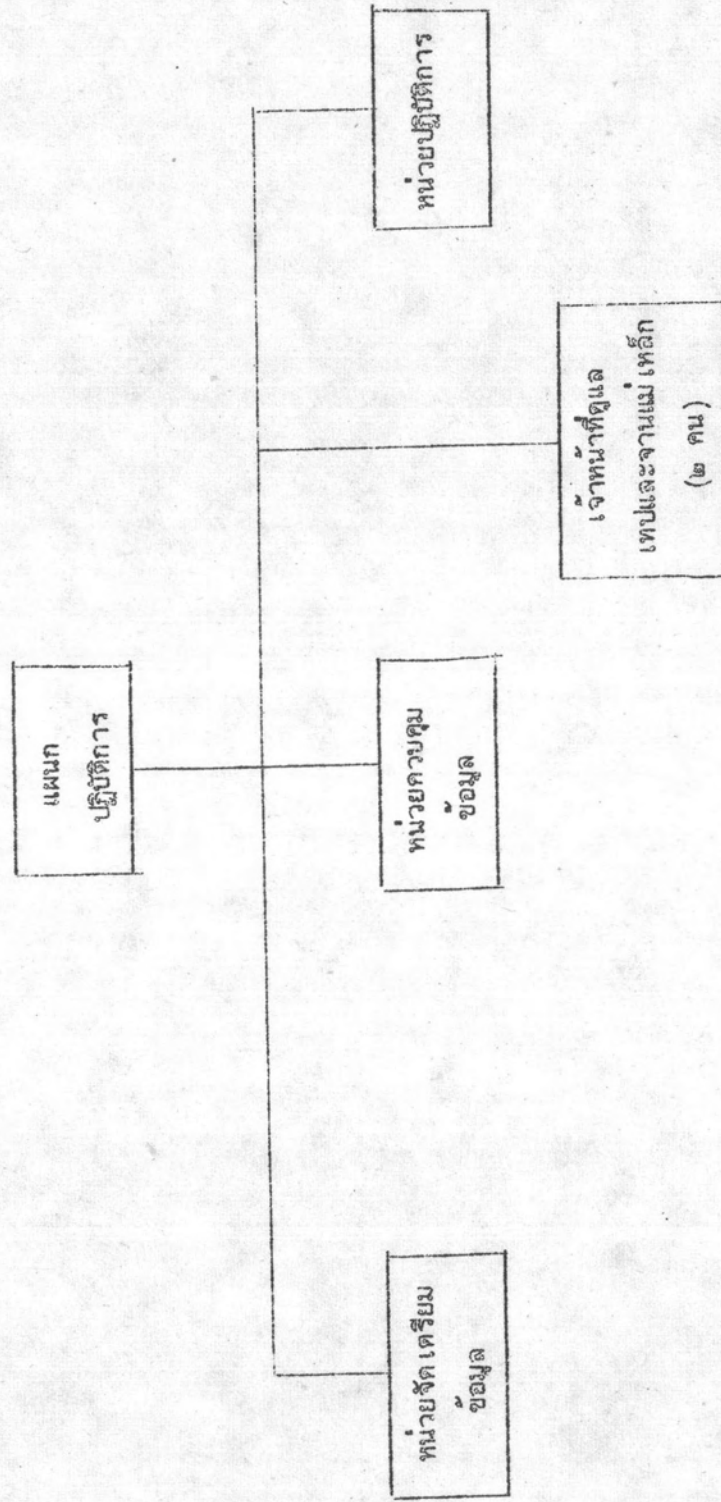 แผนก
ปฏิบัติการ
หน่วยจัดเตรียม
ข้อมูล
หน่วยควบคุม
ข้อมูล
เจ้าหน้าที่ดูแล
เทปและจานแม่เหล็ก
(๒ คน)
หน่วยปฏิบัติการ